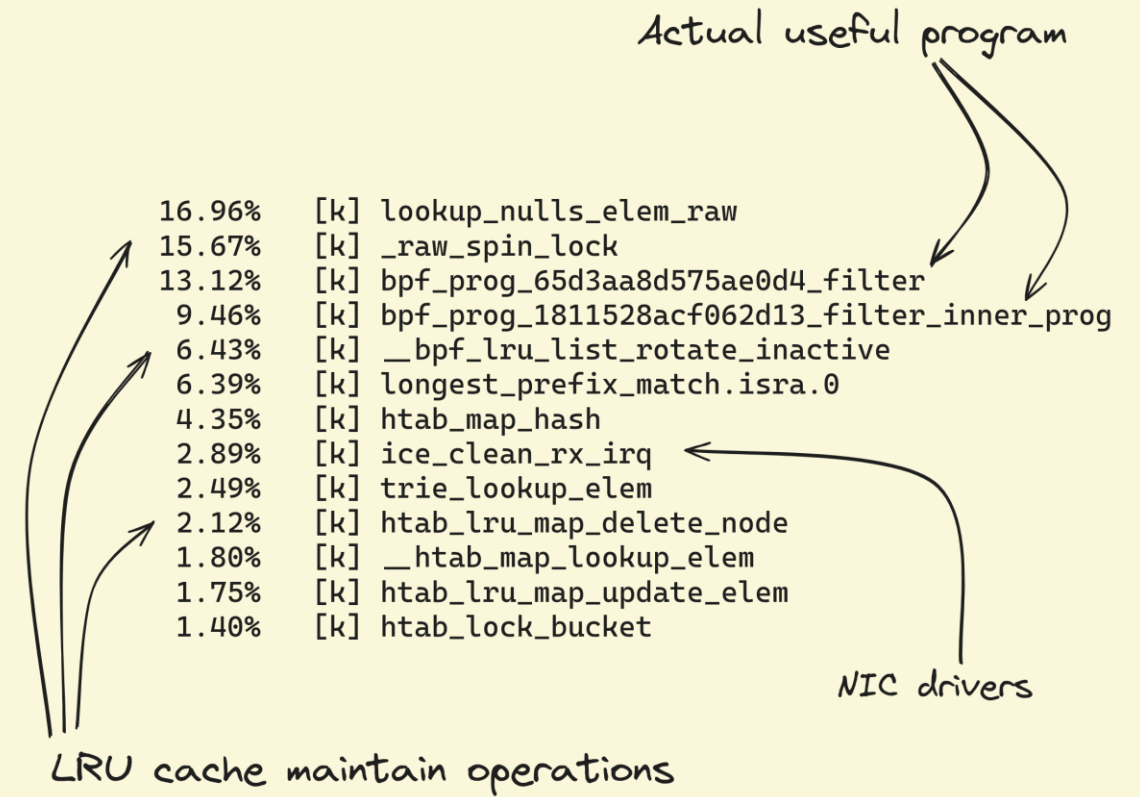 Actual useful program
16.96% [k] lookup_nulls_elem_raw
15.67% [k] _raw_spin_lock
13.12% [k] bpf_prog_65d3aa8d575ae0d4_filter
9.46% [k] bpf_prog_1811528acf062d13_filter_inner_prog
6.43% [k] __bpf_lru_list_rotate_inactive
6.39% [k] longest_prefix_match.isra.0
4.35% [k] htab_map_hash
2.89% [k] ice_clean_rx_irq
2.49% [k] trie_lookup_elem
2.12% [k] htab_lru_map_delete_node
1.80% [k] __htab_map_lookup_elem
1.75% [k] htab_lru_map_update_elem
1.40% [k] htab_lock_bucket
NIC drivers
LRU cache maintain operations